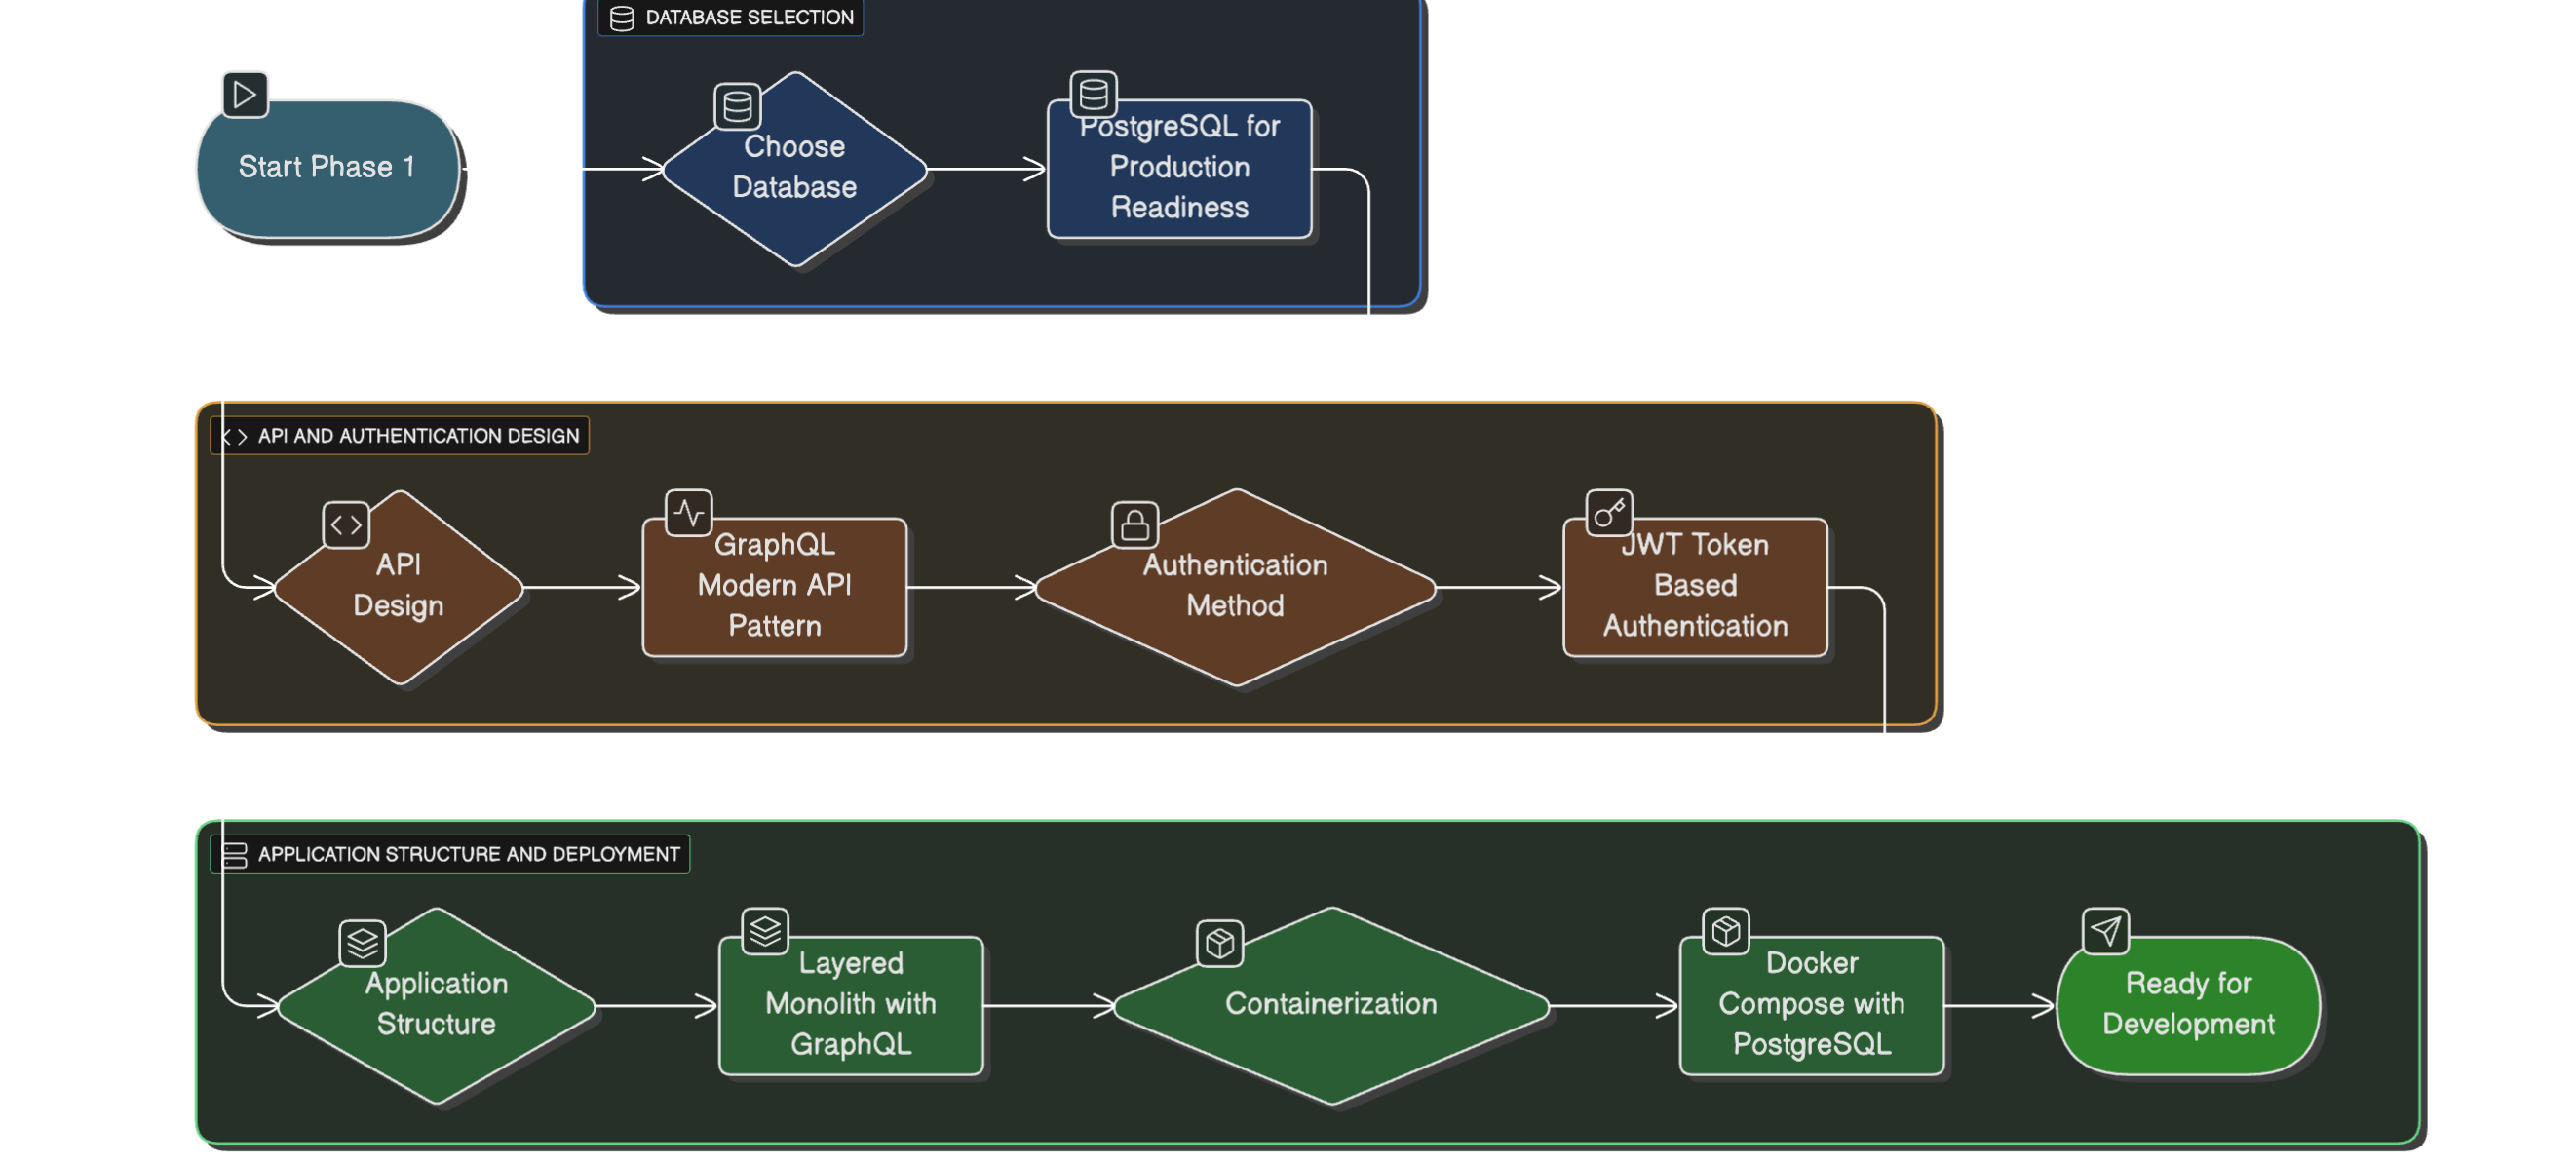 DATABASE SELECTION
Start Phase 1
Choose
Database
PostgreSQL for
Production
Readiness
API AND AUTHENTICATION DESIGN
API
Design
GraphQL
Modern API
Pattern
Authentication
Method
JWT Token
Based
Authentication
APPLICATION STRUCTURE AND DEPLOYMENT
Application
Structure
Layered
Monolith with
GraphQL
Containerization
Docker
Compose with
PostgreSQL
Ready for
Development